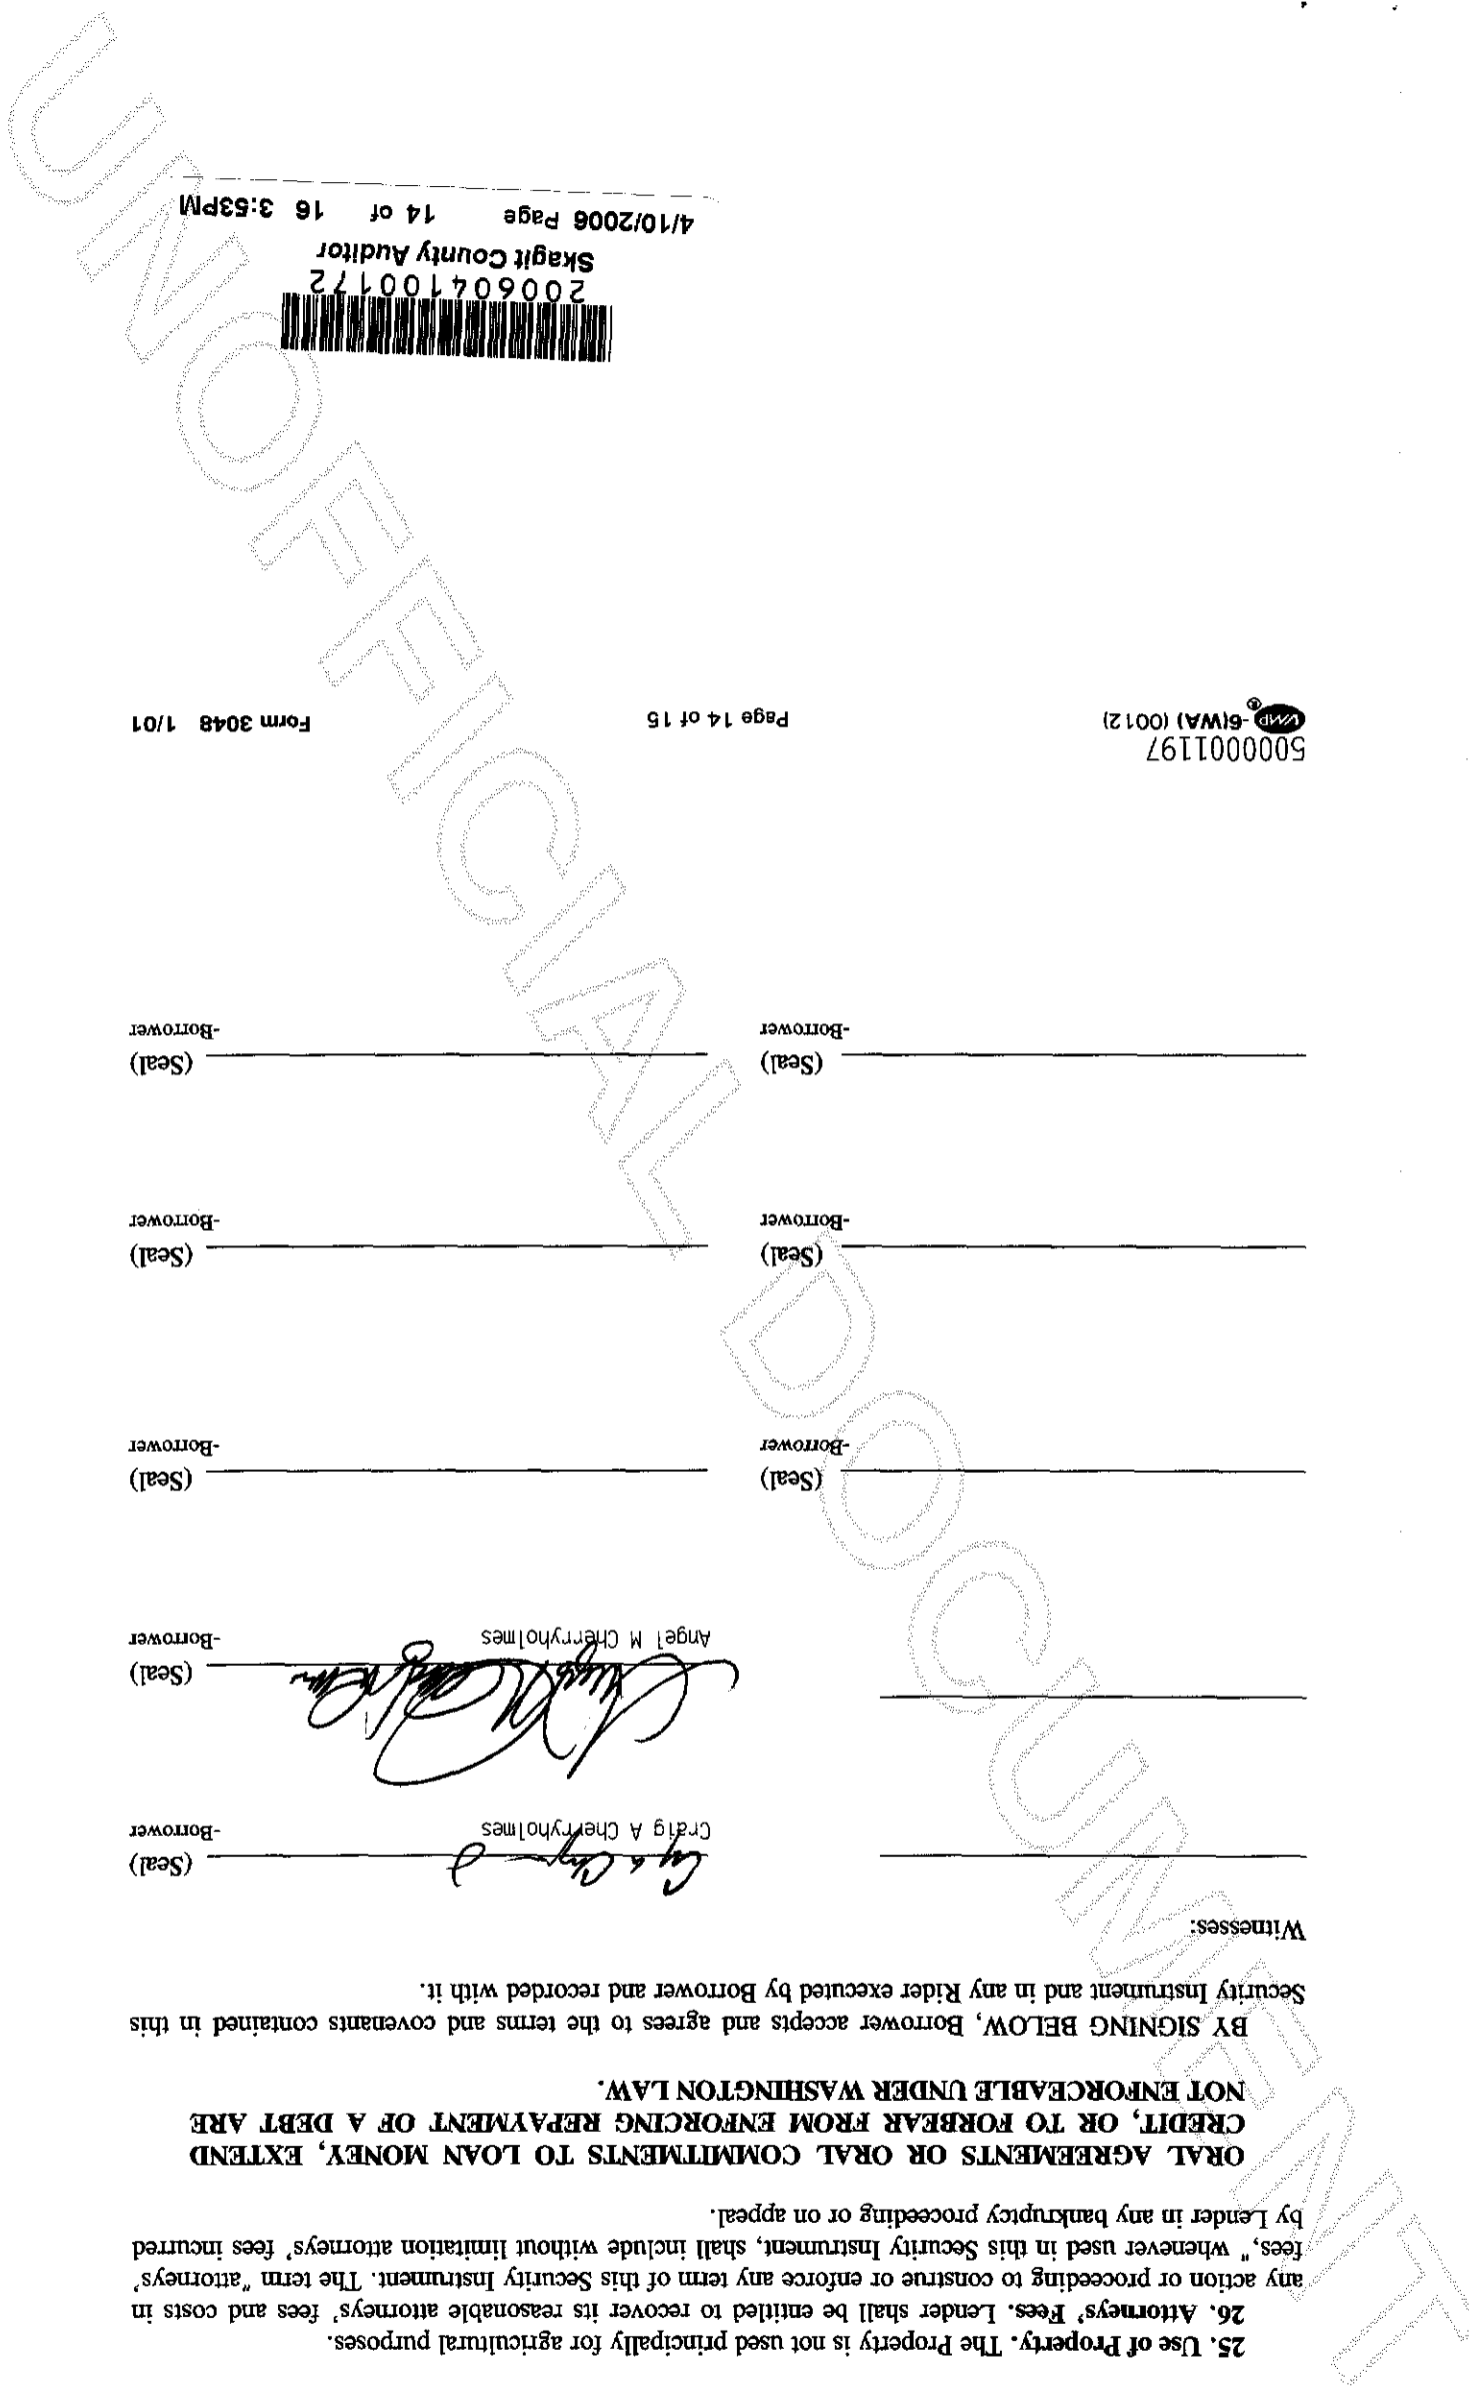 25. Use of Property. The Property is not used principally for agricultural purposes.
26. Attorneys' Fees. Lender shall be entitled to recover its reasonable attorneys' fees and costs in
any action or proceeding to construe or enforce any term of this Security Instrument. The term "attorneys'
fees," whenever used in this Security Instrument, shall include without limitation attorneys' fees incurred
by Lender in any bankruptcy proceeding or on appeal.
ORAL AGREEMENTS OR ORAL COMMITMENTS TO LOAN MONEY, EXTEND
CREDIT, OR TO FORBEAR FROM ENFORCING REPAYMENT OF A DEBT ARE
NOT ENFORCEABLE UNDER WASHINGTON LAW.
BY SIGNING BELOW, Borrower accepts and agrees to the terms and covenants contained in this
Security Instrument and in any Rider executed by Borrower and recorded with it.
Witnesses:
(Seal)
Craig A Cherryholmes -Borrower
(Seal)
Angel M Cherryholmes -Borrower
(Seal) (Seal)
-Borrower -Borrower
(Seal) (Seal)
-Borrower -Borrower
(Seal) (Seal)
-Borrower -Borrower
5000001197
VMP®-6(WA) (0012) Page 14 of 15 Form 3048 1/01
200604100172
Skagit County Auditor
4/10/2006 Page 14 of 16 3:53PM
UNOFFICIAL DOCUMENT